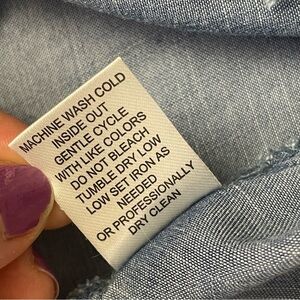 MACHINE WASH COLD
INSIDE OUT
GENTLE CYCLE
WITH LIKE COLORS
DO NOT BLEACH
TUMBLE DRY LOW
LOW SET IRON AS
NEEDED
OR PROFESSIONALLY
DRY CLEAN